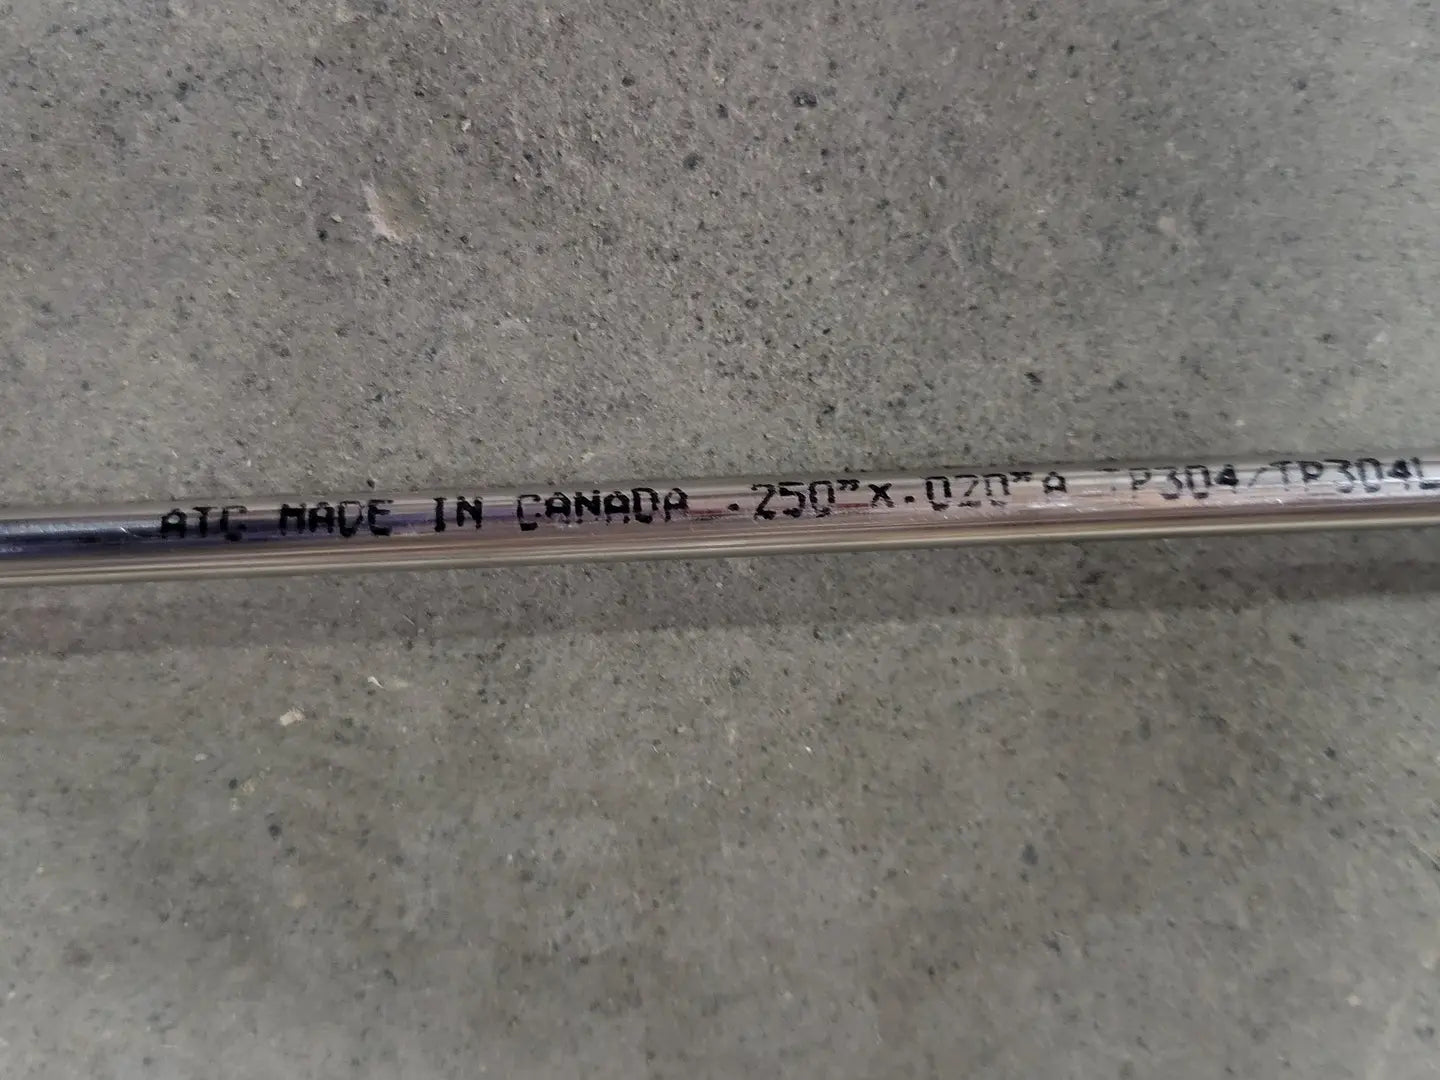 ATC MADE IN CANADA .250"x.020"A TP304/TP304L